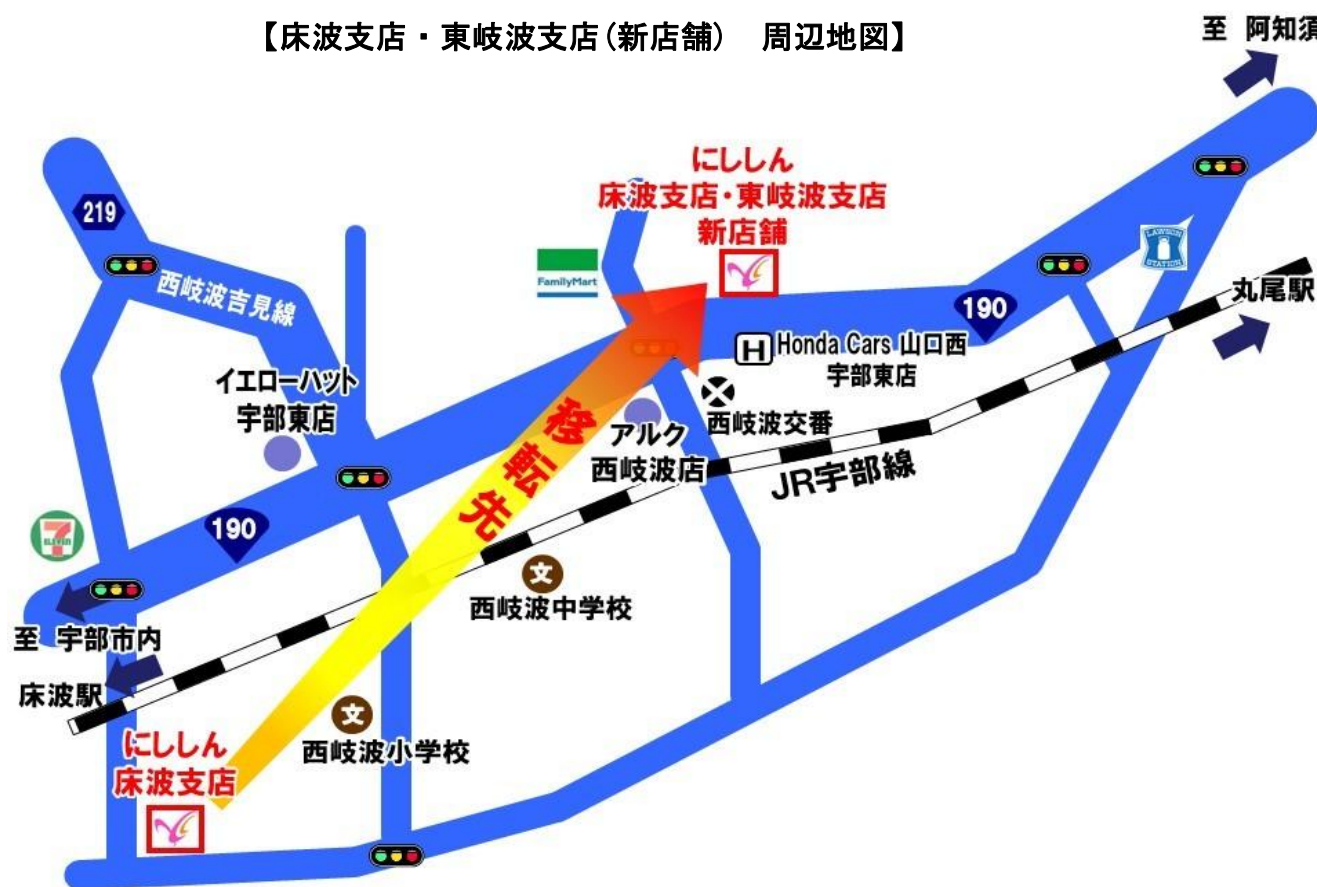 【床波支店・東岐波支店(新店舗) 周辺地図】
至 阿知須
にししん
床波支店・東岐波支店
新店舗
219
西岐波吉見線
FamilyMart
LAWSON
STATION
丸尾駅
190
H
Honda Cars 山口西
宇部東店
イエローハット
宇部東店
アルク
西岐波店
西岐波交番
移転先
JR宇部線
7
ELEVEN
190
文
西岐波中学校
至 宇部市内
床波駅
文
西岐波小学校
にししん
床波支店